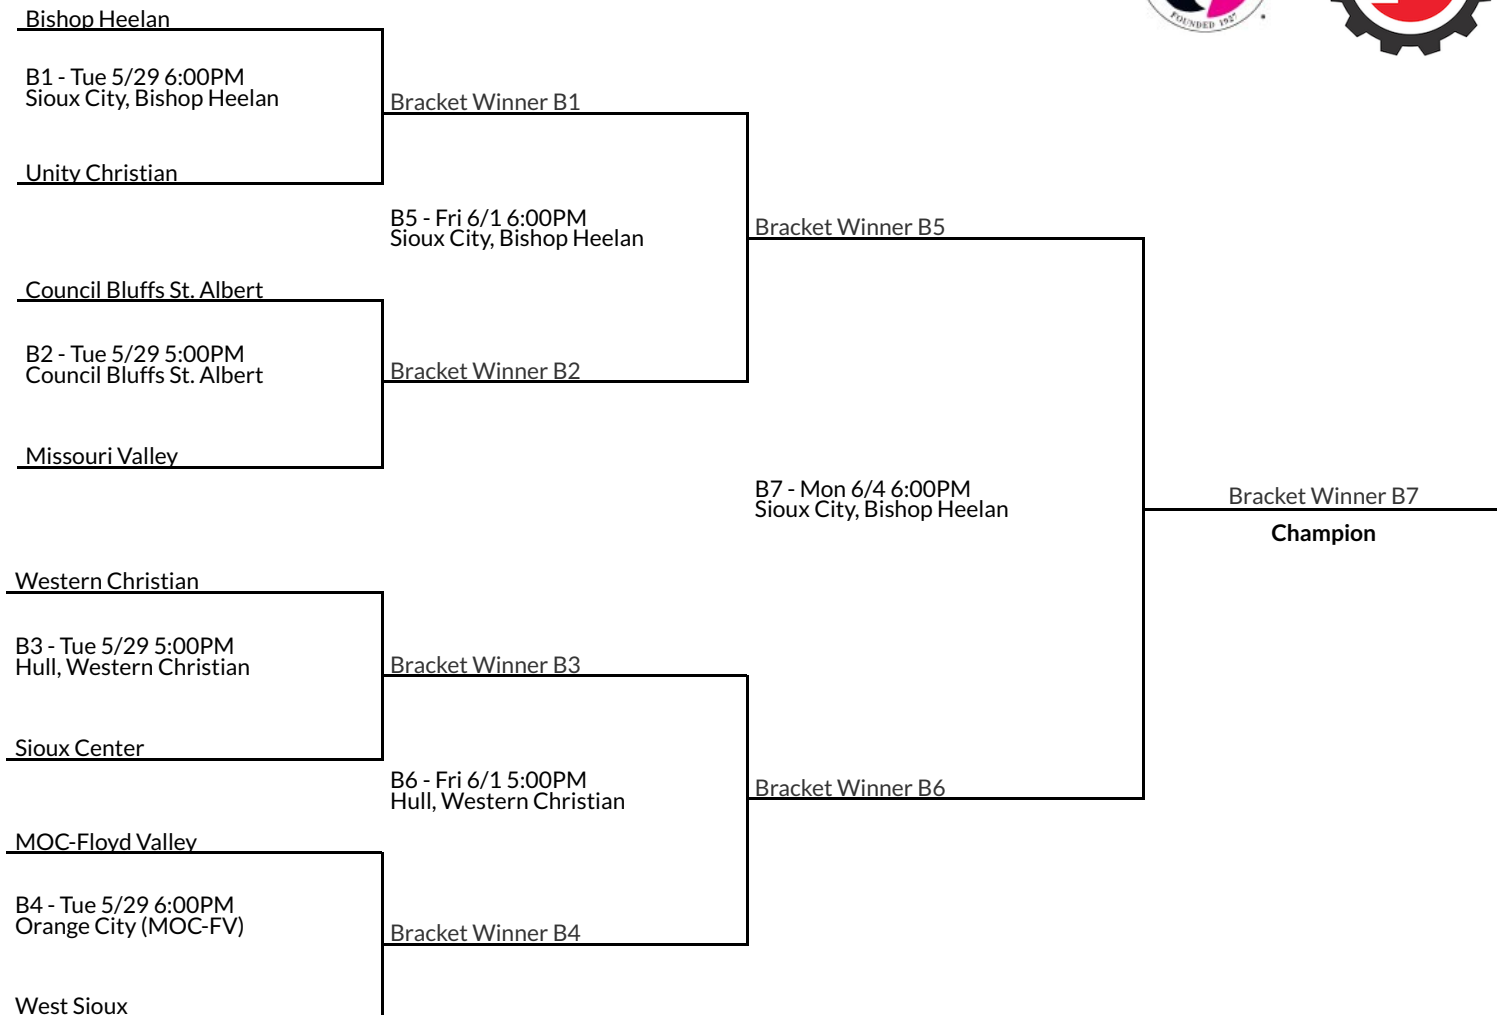 Bishop Heelan
FOUNDED 1927
B1 - Tue 5/29 6:00PM
Sioux City, Bishop Heelan
Bracket Winner B1
Unity Christian
B5 - Fri 6/1 6:00PM
Sioux City, Bishop Heelan
Bracket Winner B5
Council Bluffs St. Albert
B2 - Tue 5/29 5:00PM
Council Bluffs St. Albert
Bracket Winner B2
Missouri Valley
B7 - Mon 6/4 6:00PM
Sioux City, Bishop Heelan
Bracket Winner B7
Champion
Western Christian
B3 - Tue 5/29 5:00PM
Hull, Western Christian
Bracket Winner B3
Sioux Center
B6 - Fri 6/1 5:00PM
Hull, Western Christian
Bracket Winner B6
MOC-Floyd Valley
B4 - Tue 5/29 6:00PM
Orange City (MOC-FV)
Bracket Winner B4
West Sioux